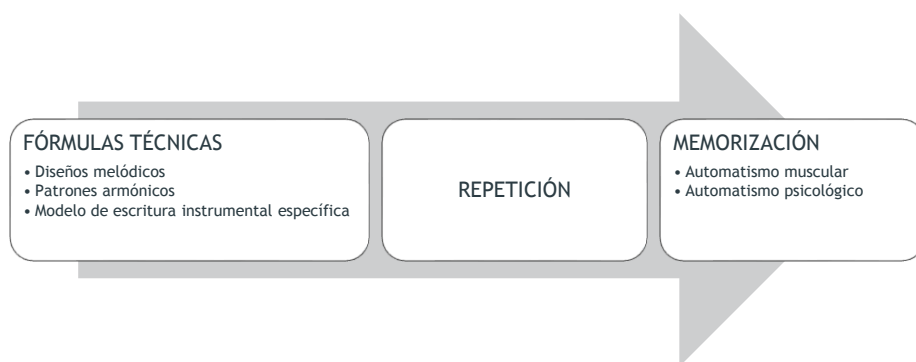 FÓRMULAS TÉCNICAS
• Diseños melódicos
• Patrones armónicos
• Modelo de escritura instrumental específica
REPETICIÓN
MEMORIZACIÓN
• Automatismo muscular
• Automatismo psicológico